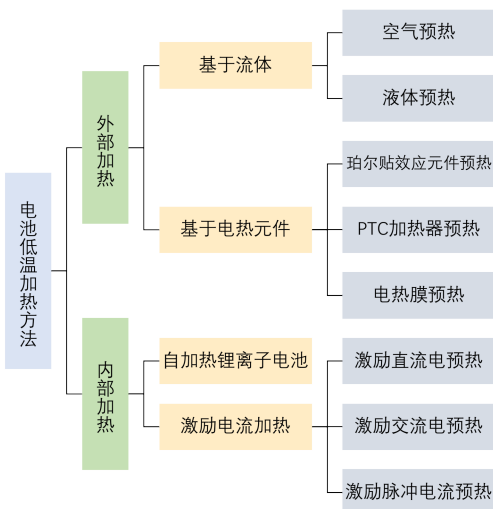 电池低温加热方法
外部加热
基于流体
空气预热
液体预热
基于电热元件
珀尔贴效应元件预热
PTC加热器预热
电热膜预热
内部加热
自加热锂离子电池
激励电流加热
激励直流电预热
激励交流电预热
激励脉冲电流预热